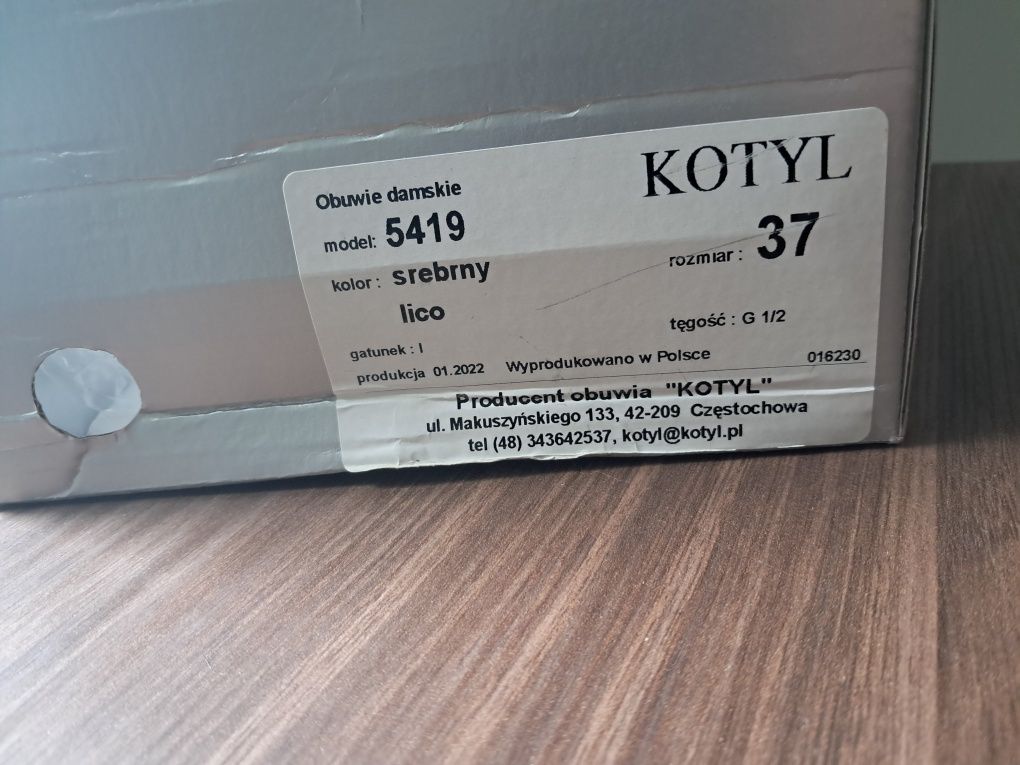 KOTYL
Obuwie damskie
model: 5419
rozmiar : 37
kolor : srebrny
lico
tęgość : G 1/2
gatunek : I
produkcja 01.2022 Wyprodukowano w Polsce 016230
Producent obuwia "KOTYL"
ul. Makuszyńskiego 133, 42-209 Częstochowa
tel (48) 343642537, kotyl@kotyl.pl